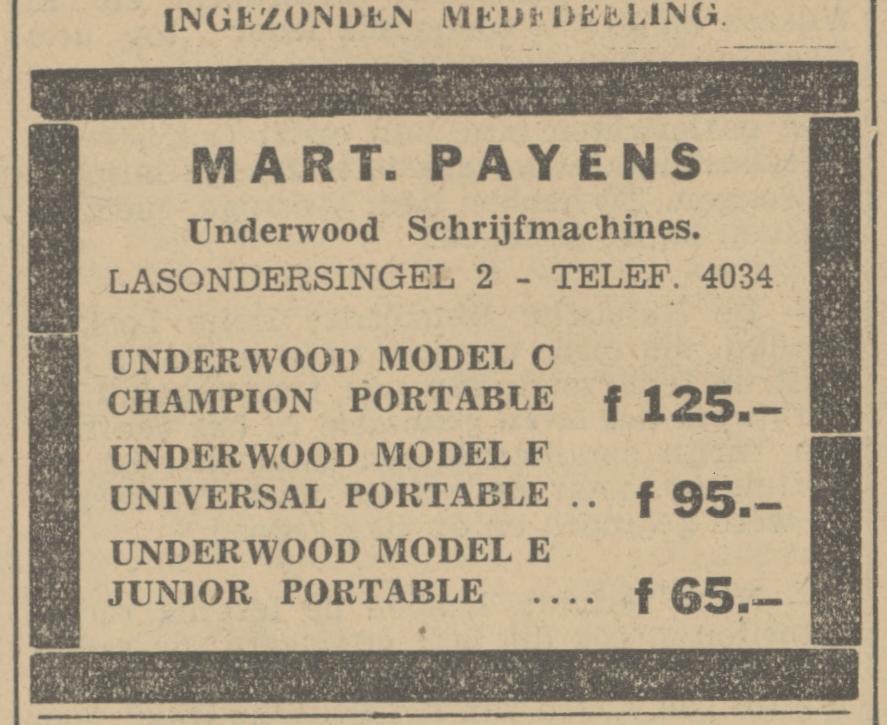 INGEZONDEN MEDEDEELING.
MART. PAYENS
Underwood Schrijfmachines.
LASONDERSINGEL 2 - TELEF. 4034
UNDERWOOD MODEL C
CHAMPION PORTABLE f 125.—
UNDERWOOD MODEL F
UNIVERSAL PORTABLE .. f 95.—
UNDERWOOD MODEL E
JUNIOR PORTABLE .... f 65.—